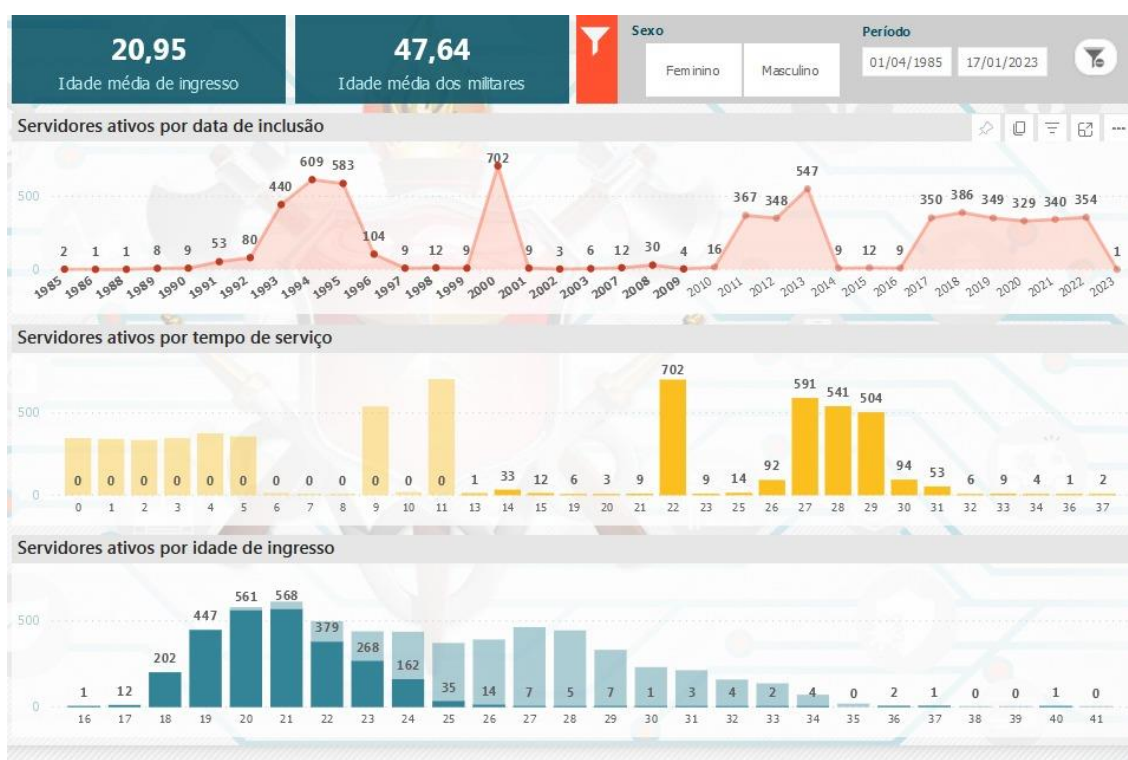 20,95
Idade média de ingresso
47,64
Idade média dos militares
Sexo
Feminino
Masculino
Período
01/04/1985
17/01/2023
Servidores ativos por data de inclusão
500
0
2 1 1 8 9 53 80 440 609 583 104 9 12 9 702 9 3 6 12 30 4 16 367 348 547 9 12 9 350 386 349 329 340 354 1
1985 1986 1988 1989 1990 1991 1992 1993 1994 1995 1996 1997 1998 1999 2000 2001 2002 2003 2007 2008 2009 2010 2011 2012 2013 2014 2015 2016 2017 2018 2019 2020 2021 2022 2023
Servidores ativos por tempo de serviço
500
0
0 0 0 0 0 0 0 0 0 0 0 0 1 33 12 6 3 9 702 9 14 92 591 541 504 94 53 6 9 4 1 2
0 1 2 3 4 5 6 7 8 9 10 11 13 14 15 19 20 21 22 23 25 26 27 28 29 30 31 32 33 34 36 37
Servidores ativos por idade de ingresso
500
0
1 12 202 447 561 568 379 268 162 35 14 7 5 7 1 3 4 2 4 0 2 1 0 0 1 0
16 17 18 19 20 21 22 23 24 25 26 27 28 29 30 31 32 33 34 35 36 37 38 39 40 41